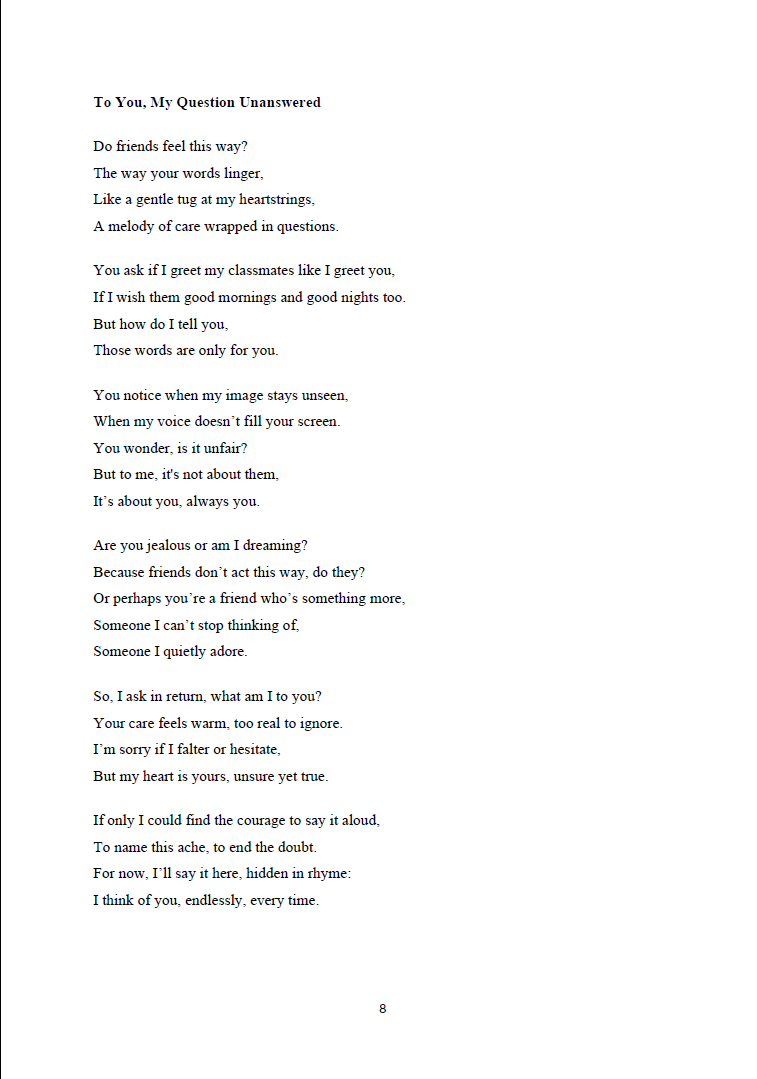 To You, My Question Unanswered
Do friends feel this way?
The way your words linger,
Like a gentle tug at my heartstrings,
A melody of care wrapped in questions.
You ask if I greet my classmates like I greet you,
If I wish them good mornings and good nights too.
But how do I tell you,
Those words are only for you.
You notice when my image stays unseen,
When my voice doesn’t fill your screen.
You wonder, is it unfair?
But to me, it's not about them,
It’s about you, always you.
Are you jealous or am I dreaming?
Because friends don’t act this way, do they?
Or perhaps you’re a friend who’s something more,
Someone I can’t stop thinking of,
Someone I quietly adore.
So, I ask in return, what am I to you?
Your care feels warm, too real to ignore.
I’m sorry if I falter or hesitate,
But my heart is yours, unsure yet true.
If only I could find the courage to say it aloud,
To name this ache, to end the doubt.
For now, I’ll say it here, hidden in rhyme:
I think of you, endlessly, every time.
8